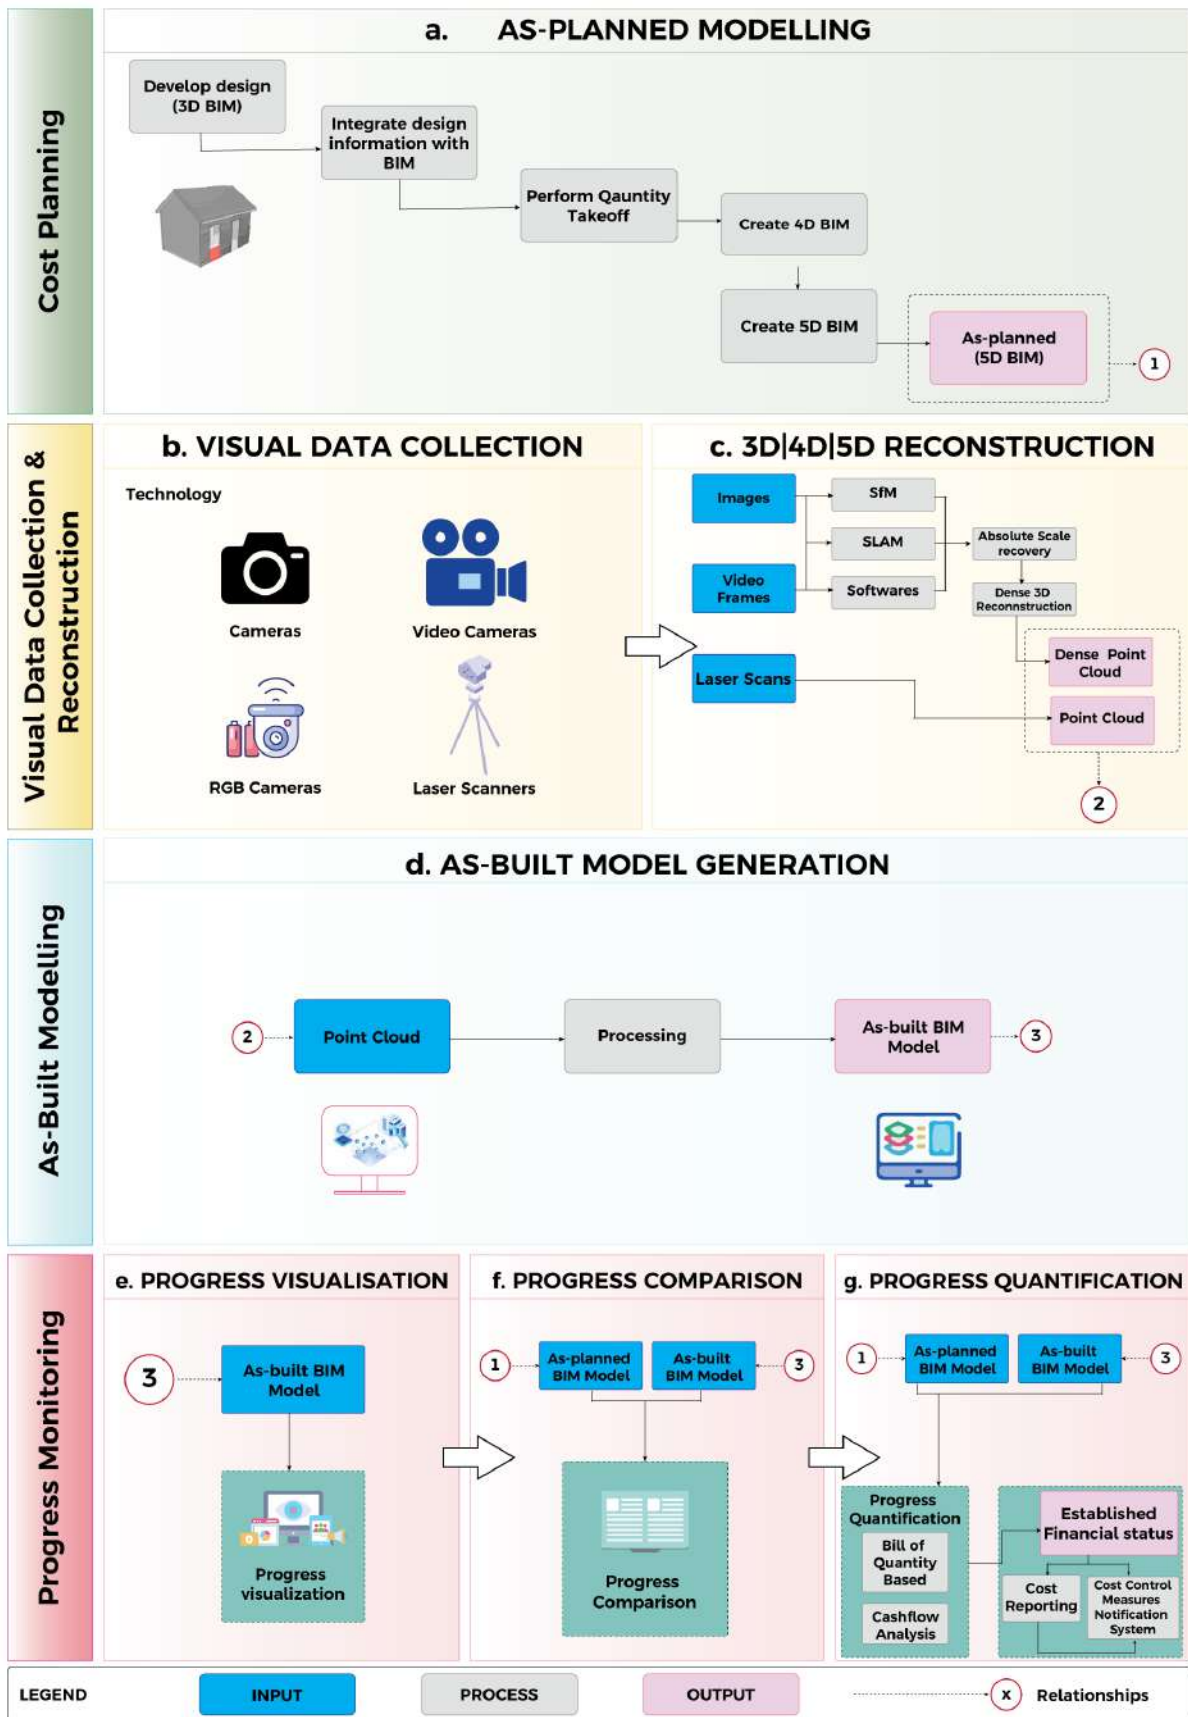 Cost Planning
a. AS-PLANNED MODELLING
Develop design
(3D BIM)
Integrate design
information with
BIM
Perform Qauntity
Takeoff
Create 4D BIM
Create 5D BIM
As-planned
(5D BIM)
1
Visual Data Collection &
Reconstruction
b. VISUAL DATA COLLECTION
Technology
Cameras
Video Cameras
RGB Cameras
Laser Scanners
c. 3D|4D|5D RECONSTRUCTION
Images
SfM
SLAM
Video
Frames
Softwares
Absolute Scale
recovery
Dense 3D
Reconnstruction
Laser Scans
Dense Point
Cloud
Point Cloud
2
As-Built Modelling
d. AS-BUILT MODEL GENERATION
2
Point Cloud
Processing
As-built BIM
Model
3
Progress Monitoring
e. PROGRESS VISUALISATION
3
As-built BIM
Model
Progress
visualization
f. PROGRESS COMPARISON
1
As-planned
BIM Model
As-built
BIM Model
3
Progress
Comparison
g. PROGRESS QUANTIFICATION
1
As-planned
BIM Model
As-built
BIM Model
3
Progress
Quantification
Bill of
Quantity
Based
Cashflow
Analysis
Established
Financial status
Cost
Reporting
Cost Control
Measures
Notification
System
LEGEND
INPUT
PROCESS
OUTPUT
x
Relationships